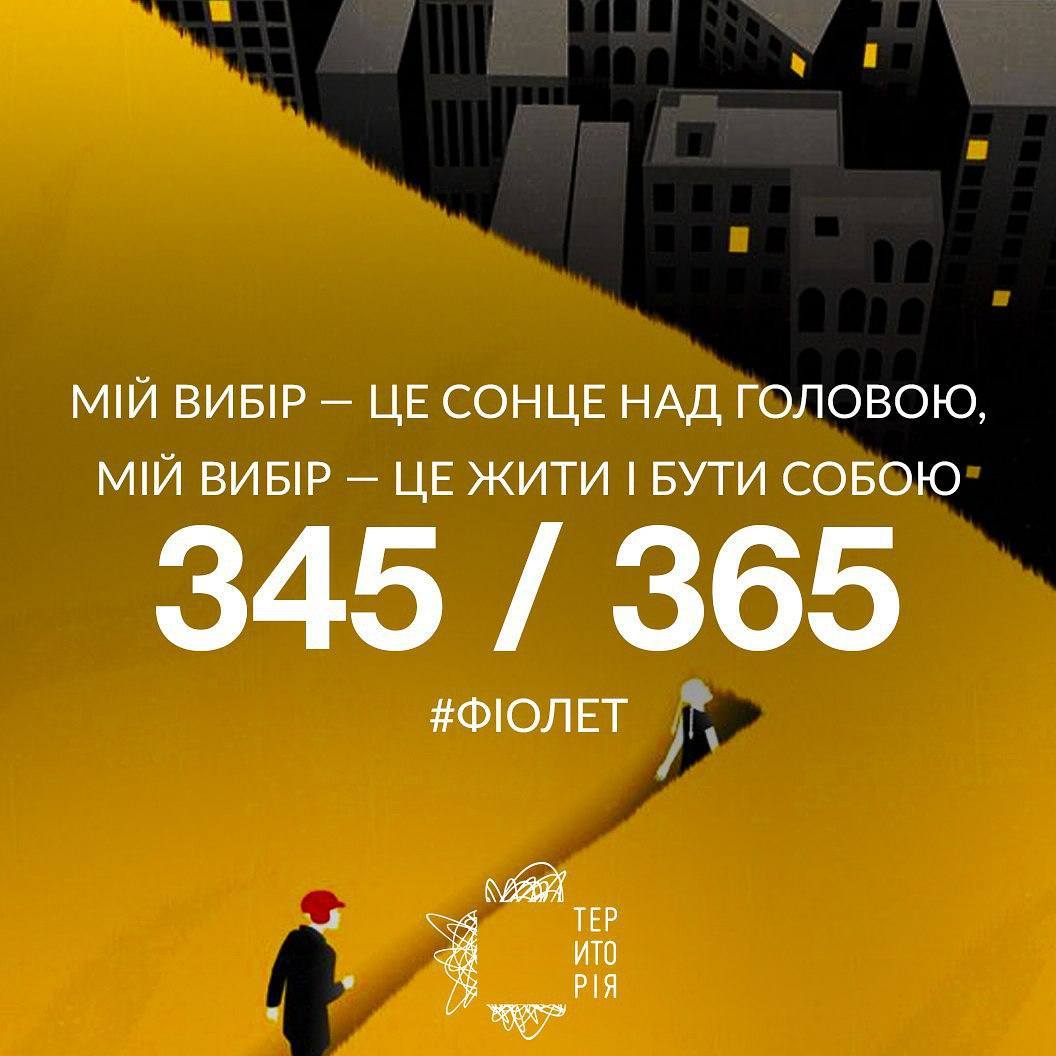 МІЙ ВИБІР — ЦЕ СОНЦЕ НАД ГОЛОВОЮ,
МІЙ ВИБІР — ЦЕ ЖИТИ І БУТИ СОБОЮ
345 / 365
#ФІОЛЕТ
ТЕР
ИТО
РІЯ